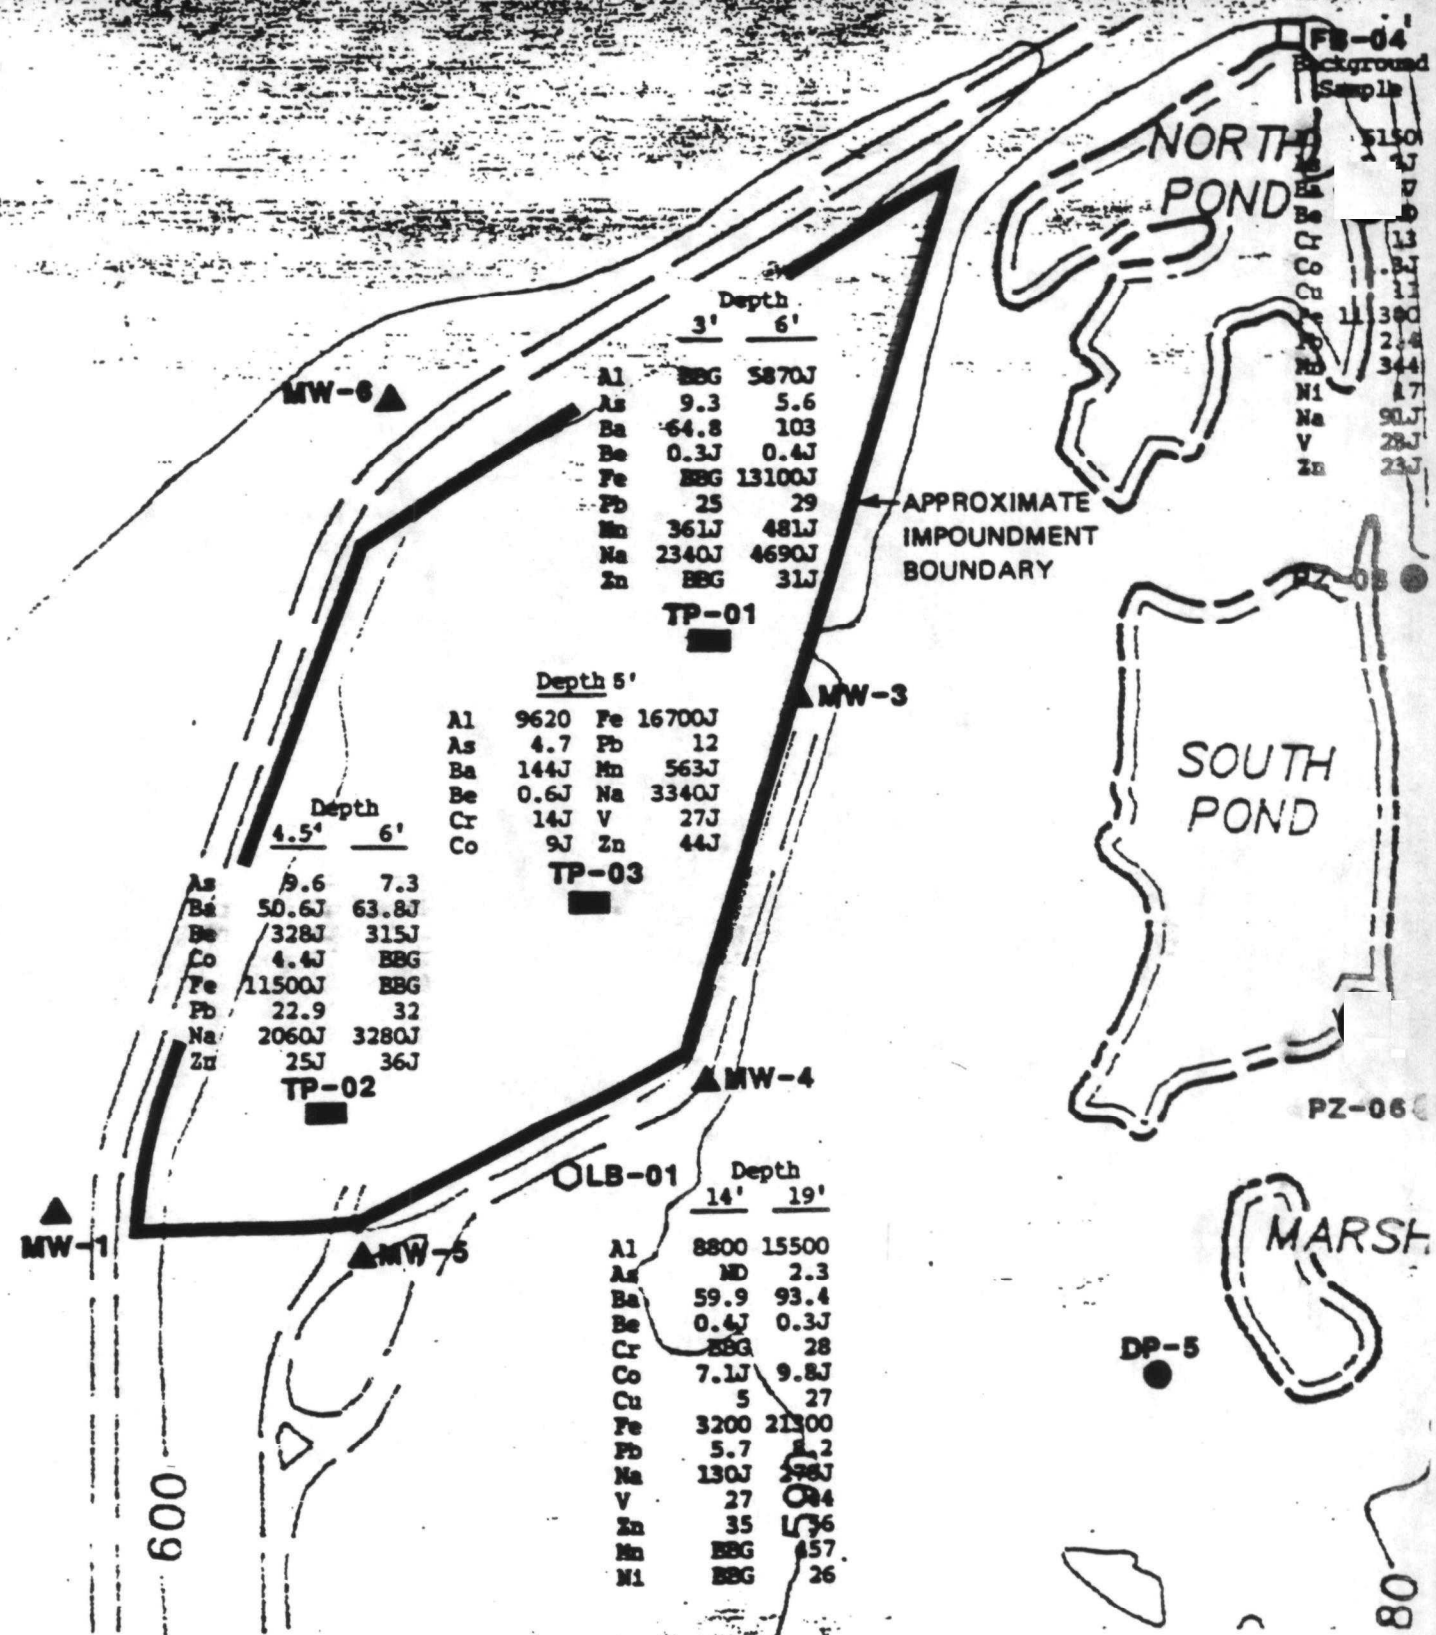 FB-04
Background
Sample
NORTH
POND
5150
Be
13
11300
Mn 344
Ni 17
Na 90J
V 28J
Zn 23J
MW-6
Depth
3' 6'
Al BBG 5870J
As 9.3 5.6
Ba 64.8 103
Be 0.3J 0.4J
Fe BBG 13100J
Pb 25 29
Mn 361J 481J
Na 2340J 4690J
Zn BBG 31J
TP-01
APPROXIMATE
IMPOUNDMENT
BOUNDARY
MW-3
Depth 5'
Al 9620 Fe 16700J
As 4.7 Pb 12
Ba 144J Mn 563J
Be 0.6J Na 3340J
Cr 14J V 27J
Co 9J Zn 44J
TP-03
SOUTH
POND
Depth
4.5' 6'
As 9.6 7.3
Ba 50.6J 63.8J
Be 328J 315J
Co 4.4J BBG
Fe 11500J BBG
Pb 22.9 32
Na 2060J 3280J
Zn 25J 36J
TP-02
MW-4
PZ-06
LB-01
Depth
14' 19'
Al 8800 15500
As ND 2.3
Ba 59.9 93.4
Be 0.4J 0.3J
Cr BBG 28
Co 7.1J 9.8J
Cu 5 27
Fe 3200 21300
Pb 5.7
Na 130J
V 27
Zn 35
Mn BBG 457
Ni BBG 26
MW-1
MW-5
MARSH
DP-5
600
590
80